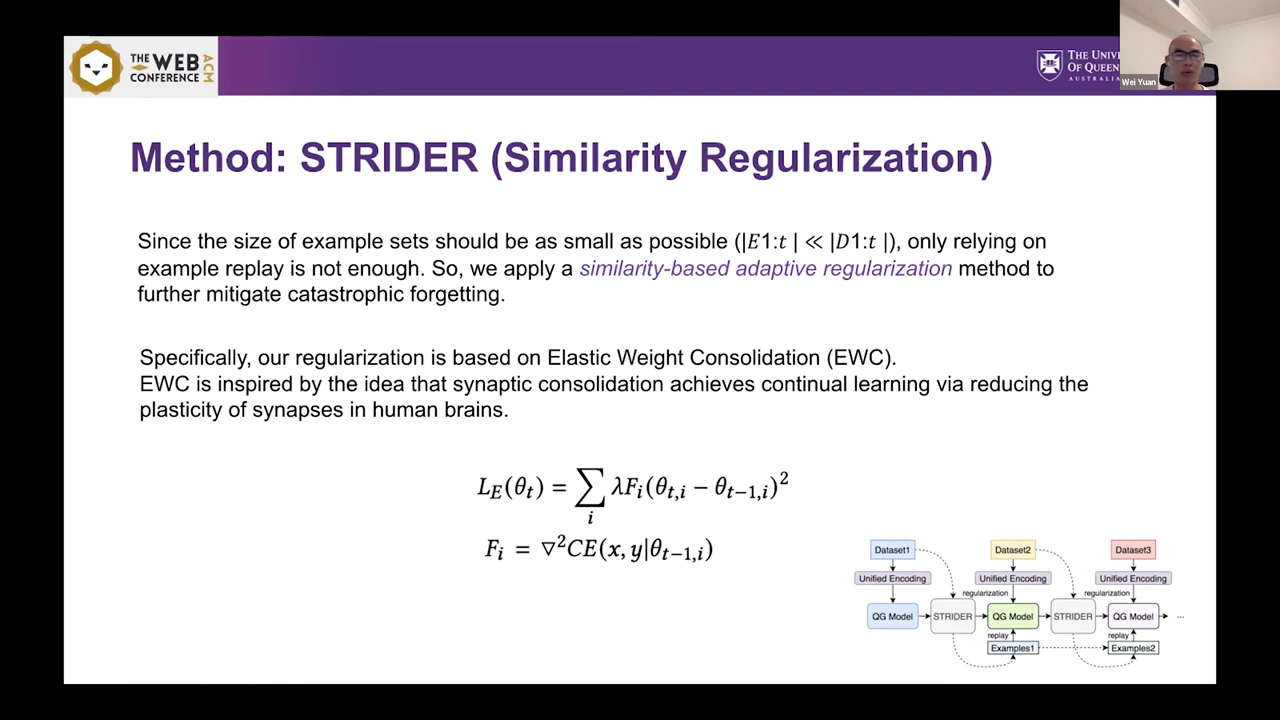 THE WEB
CONFERENCE
ACM
THE UNIV
OF QUEEN
AUSTRALIA
Wei Yuan
Method: STRIDER (Similarity Regularization)
Since the size of example sets should be as small as possible (|E1:t | ≪ |D1:t |), only relying on
example replay is not enough. So, we apply a similarity-based adaptive regularization method to
further mitigate catastrophic forgetting.
Specifically, our regularization is based on Elastic Weight Consolidation (EWC).
EWC is inspired by the idea that synaptic consolidation achieves continual learning via reducing the
plasticity of synapses in human brains.
L_E(θ_t) = ∑_i λF_i(θ_{t,i} − θ_{t−1,i})^2
F_i = ∇^2CE(x, y|θ_{t−1,i})
Dataset1 Dataset2 Dataset3
Unified Encoding Unified Encoding Unified Encoding
regularization regularization
QG Model STRIDER QG Model STRIDER QG Model ...
replay replay
Examples1 Examples2